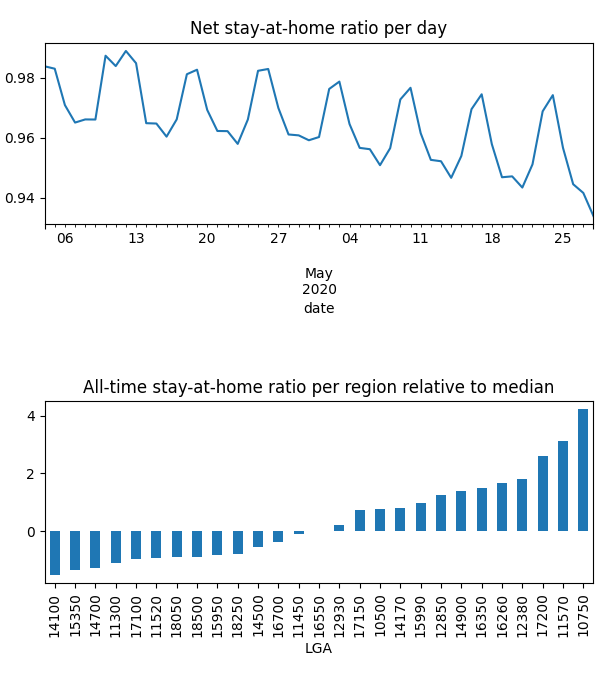 Net stay-at-home ratio per day
0.98
0.96
0.94
06 13 20 27 04 11 18 25
May
2020
date
All-time stay-at-home ratio per region relative to median
4
2
0
14100 15350 14700 11300 17100 11520 18050 18500 15950 18250 14500 16700 11450 16550 12930 17150 10500 14170 15990 12850 14900 16350 16260 12380 17200 11570 10750
LGA